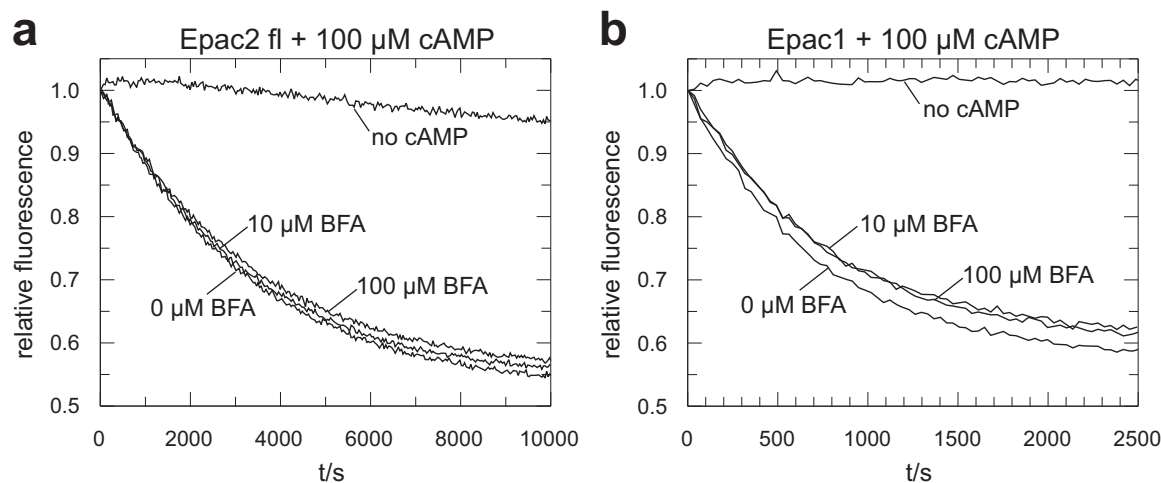 a
Epac2 fl + 100 µM cAMP
relative fluorescence
1.0
0.9
0.8
0.7
0.6
0.5
no cAMP
10 µM BFA
100 µM BFA
0 µM BFA
0 2000 4000 6000 8000 10000
t/s
b
Epac1 + 100 µM cAMP
relative fluorescence
1.0
0.9
0.8
0.7
0.6
0.5
no cAMP
10 µM BFA
100 µM BFA
0 µM BFA
0 500 1000 1500 2000 2500
t/s